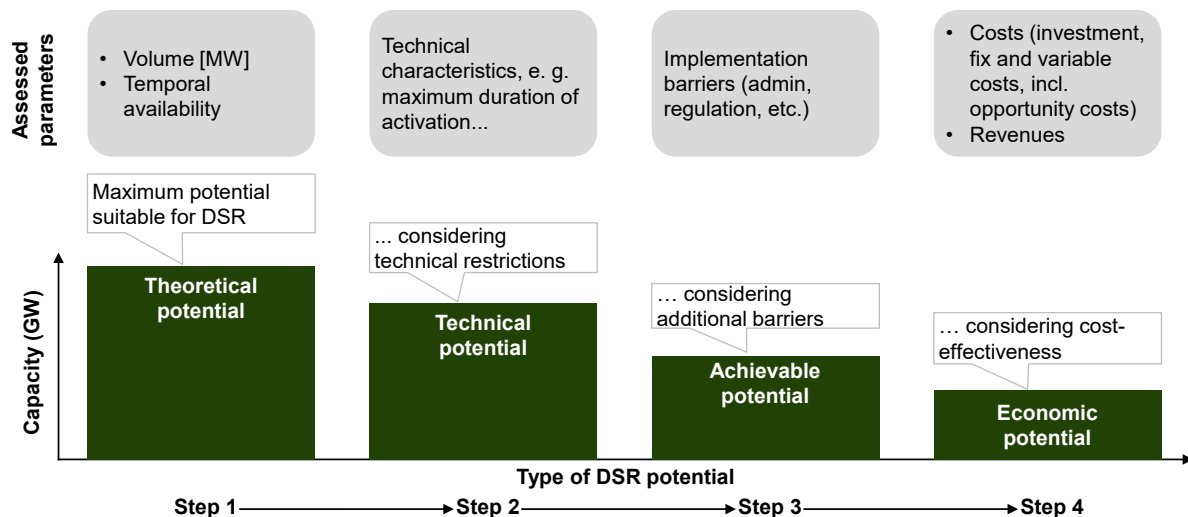 Assessed
parameters
• Volume [MW]
• Temporal
availability
Technical
characteristics, e. g.
maximum duration of
activation...
Implementation
barriers (admin,
regulation, etc.)
• Costs (investment,
fix and variable
costs, incl.
opportunity costs)
• Revenues
Maximum potential
suitable for DSR
... considering
technical restrictions
… considering
additional barriers
… considering cost-
effectiveness
Capacity (GW)
Theoretical
potential
Technical
potential
Achievable
potential
Economic
potential
Type of DSR potential
Step 1
Step 2
Step 3
Step 4